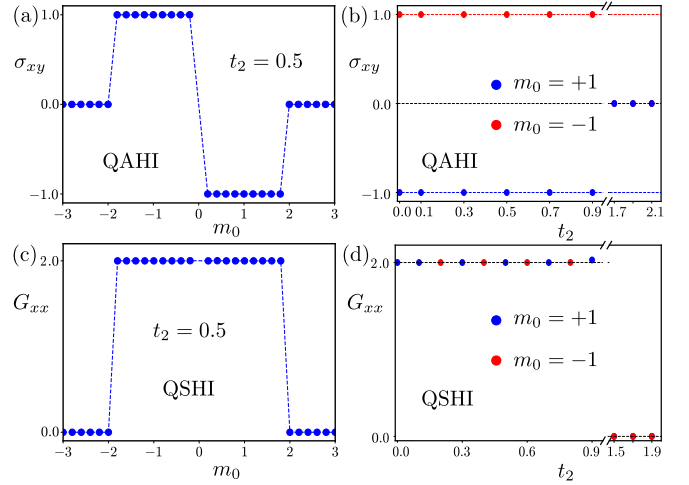 (a)
1.0
σxy
0.0
−1.0
t2 = 0.5
QAHI
−3 −2 −1 0 1 2 3
m0
(b)
1.0
σxy
0.0
−1.0
m0 = +1
m0 = −1
QAHI
0.0 0.1 0.3 0.5 0.7 0.9 1.7 2.1
t2
(c)
2.0
Gxx
0.0
t2 = 0.5
QSHI
−3 −2 −1 0 1 2 3
m0
(d)
2.0
Gxx
0.0
m0 = +1
m0 = −1
QSHI
0.0 0.3 0.6 0.9 1.5 1.9
t2